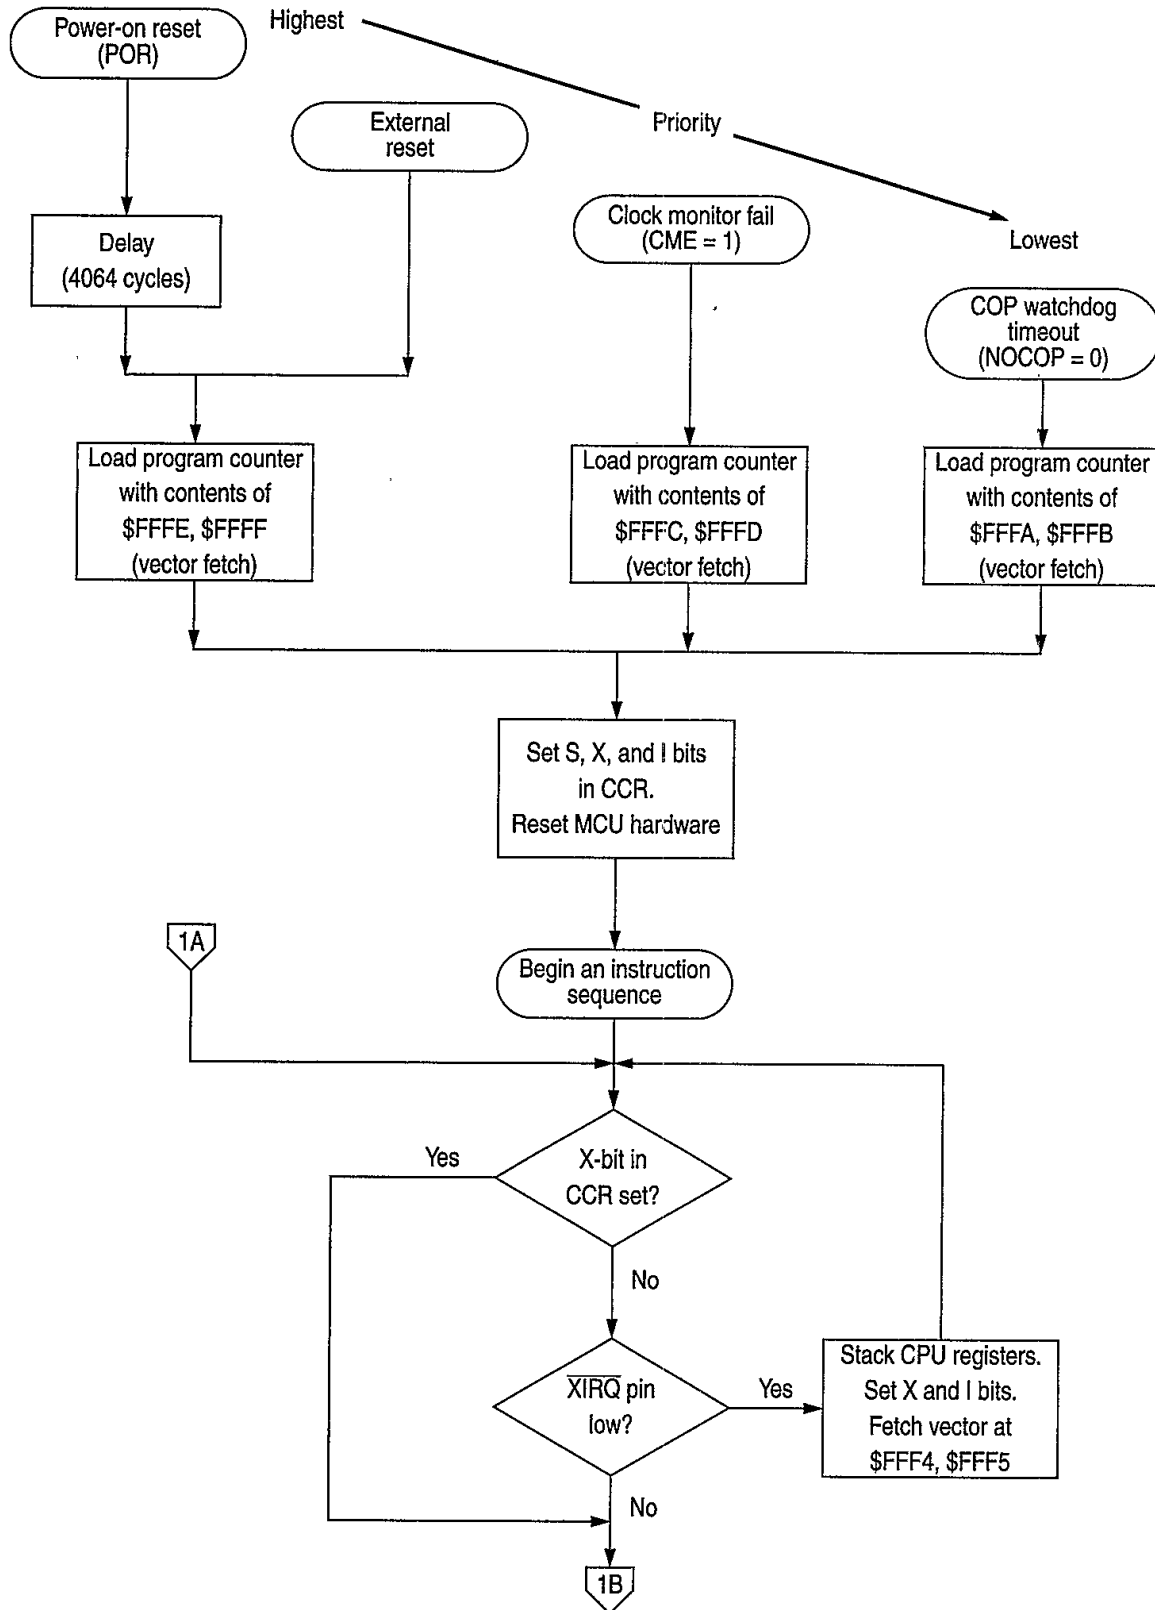 Power-on reset
(POR)
Highest
Priority
Lowest
External
reset
Delay
(4064 cycles)
Clock monitor fail
(CME = 1)
COP watchdog
timeout
(NOCOP = 0)
Load program counter
with contents of
$FFFE, $FFFF
(vector fetch)
Load program counter
with contents of
$FFFC, $FFFD
(vector fetch)
Load program counter
with contents of
$FFFA, $FFFB
(vector fetch)
Set S, X, and I bits
in CCR.
Reset MCU hardware
1A
Begin an instruction
sequence
X-bit in
CCR set?
Yes
No
XIRQ pin
low?
Yes
No
Stack CPU registers.
Set X and I bits.
Fetch vector at
$FFF4, $FFF5
1B